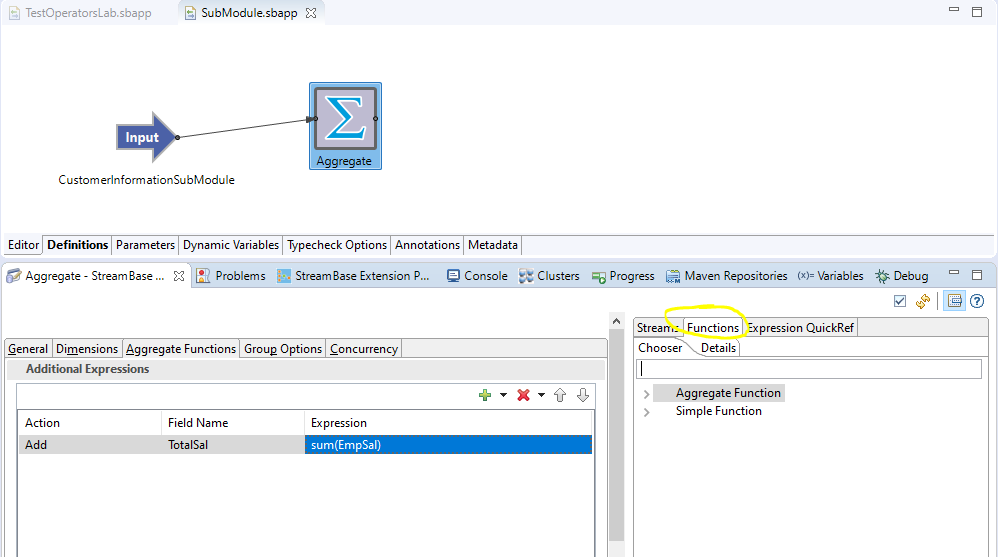 TestOperatorsLab.sbapp SubModule.sbapp
Input
Aggregate
CustomerInformationSubModule
Editor Definitions Parameters Dynamic Variables Typecheck Options Annotations Metadata
Aggregate - StreamBase ... Problems StreamBase Extension P... Console Clusters Progress Maven Repositories (x)= Variables Debug
Streams Functions Expression QuickRef
General Dimensions Aggregate Functions Group Options Concurrency
Chooser Details
Additional Expressions
Aggregate Function
Simple Function
Action Field Name Expression
Add TotalSal sum(EmpSal)